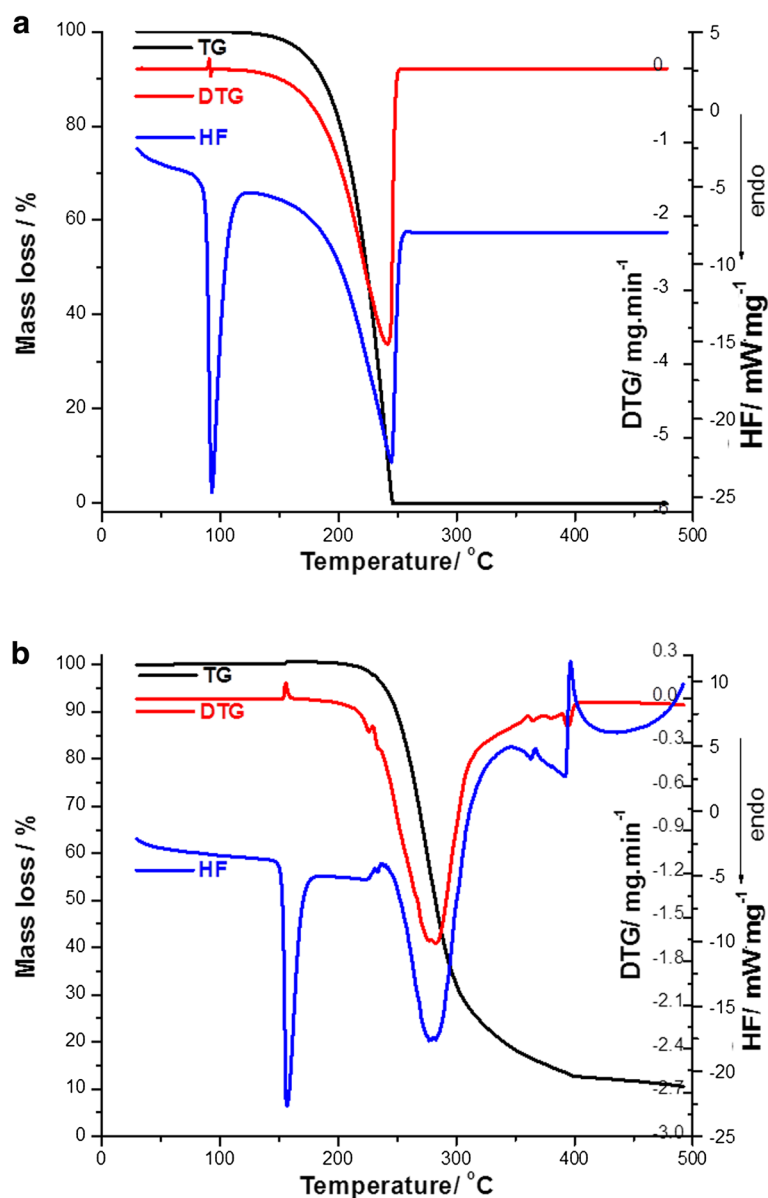 a
100
80
60
40
20
0
Mass loss / %
TG
DTG
HF
0
-1
-2
-3
-4
-5
-6
DTG/ mg.min-1
5
0
-5
-10
-15
-20
-25
endo
HF/ mW mg-1
0 100 200 300 400 500
Temperature/ °C
b
100
90
80
70
60
50
40
30
20
10
0
Mass loss / %
TG
DTG
HF
0.3
0.0
-0.3
-0.6
-0.9
-1.2
-1.5
-1.8
-2.1
-2.4
-2.7
-3.0
DTG/ mg.min-1
10
5
0
-5
-10
-15
-20
-25
endo
HF/ mW mg-1
0 100 200 300 400 500
Temperature/ °C